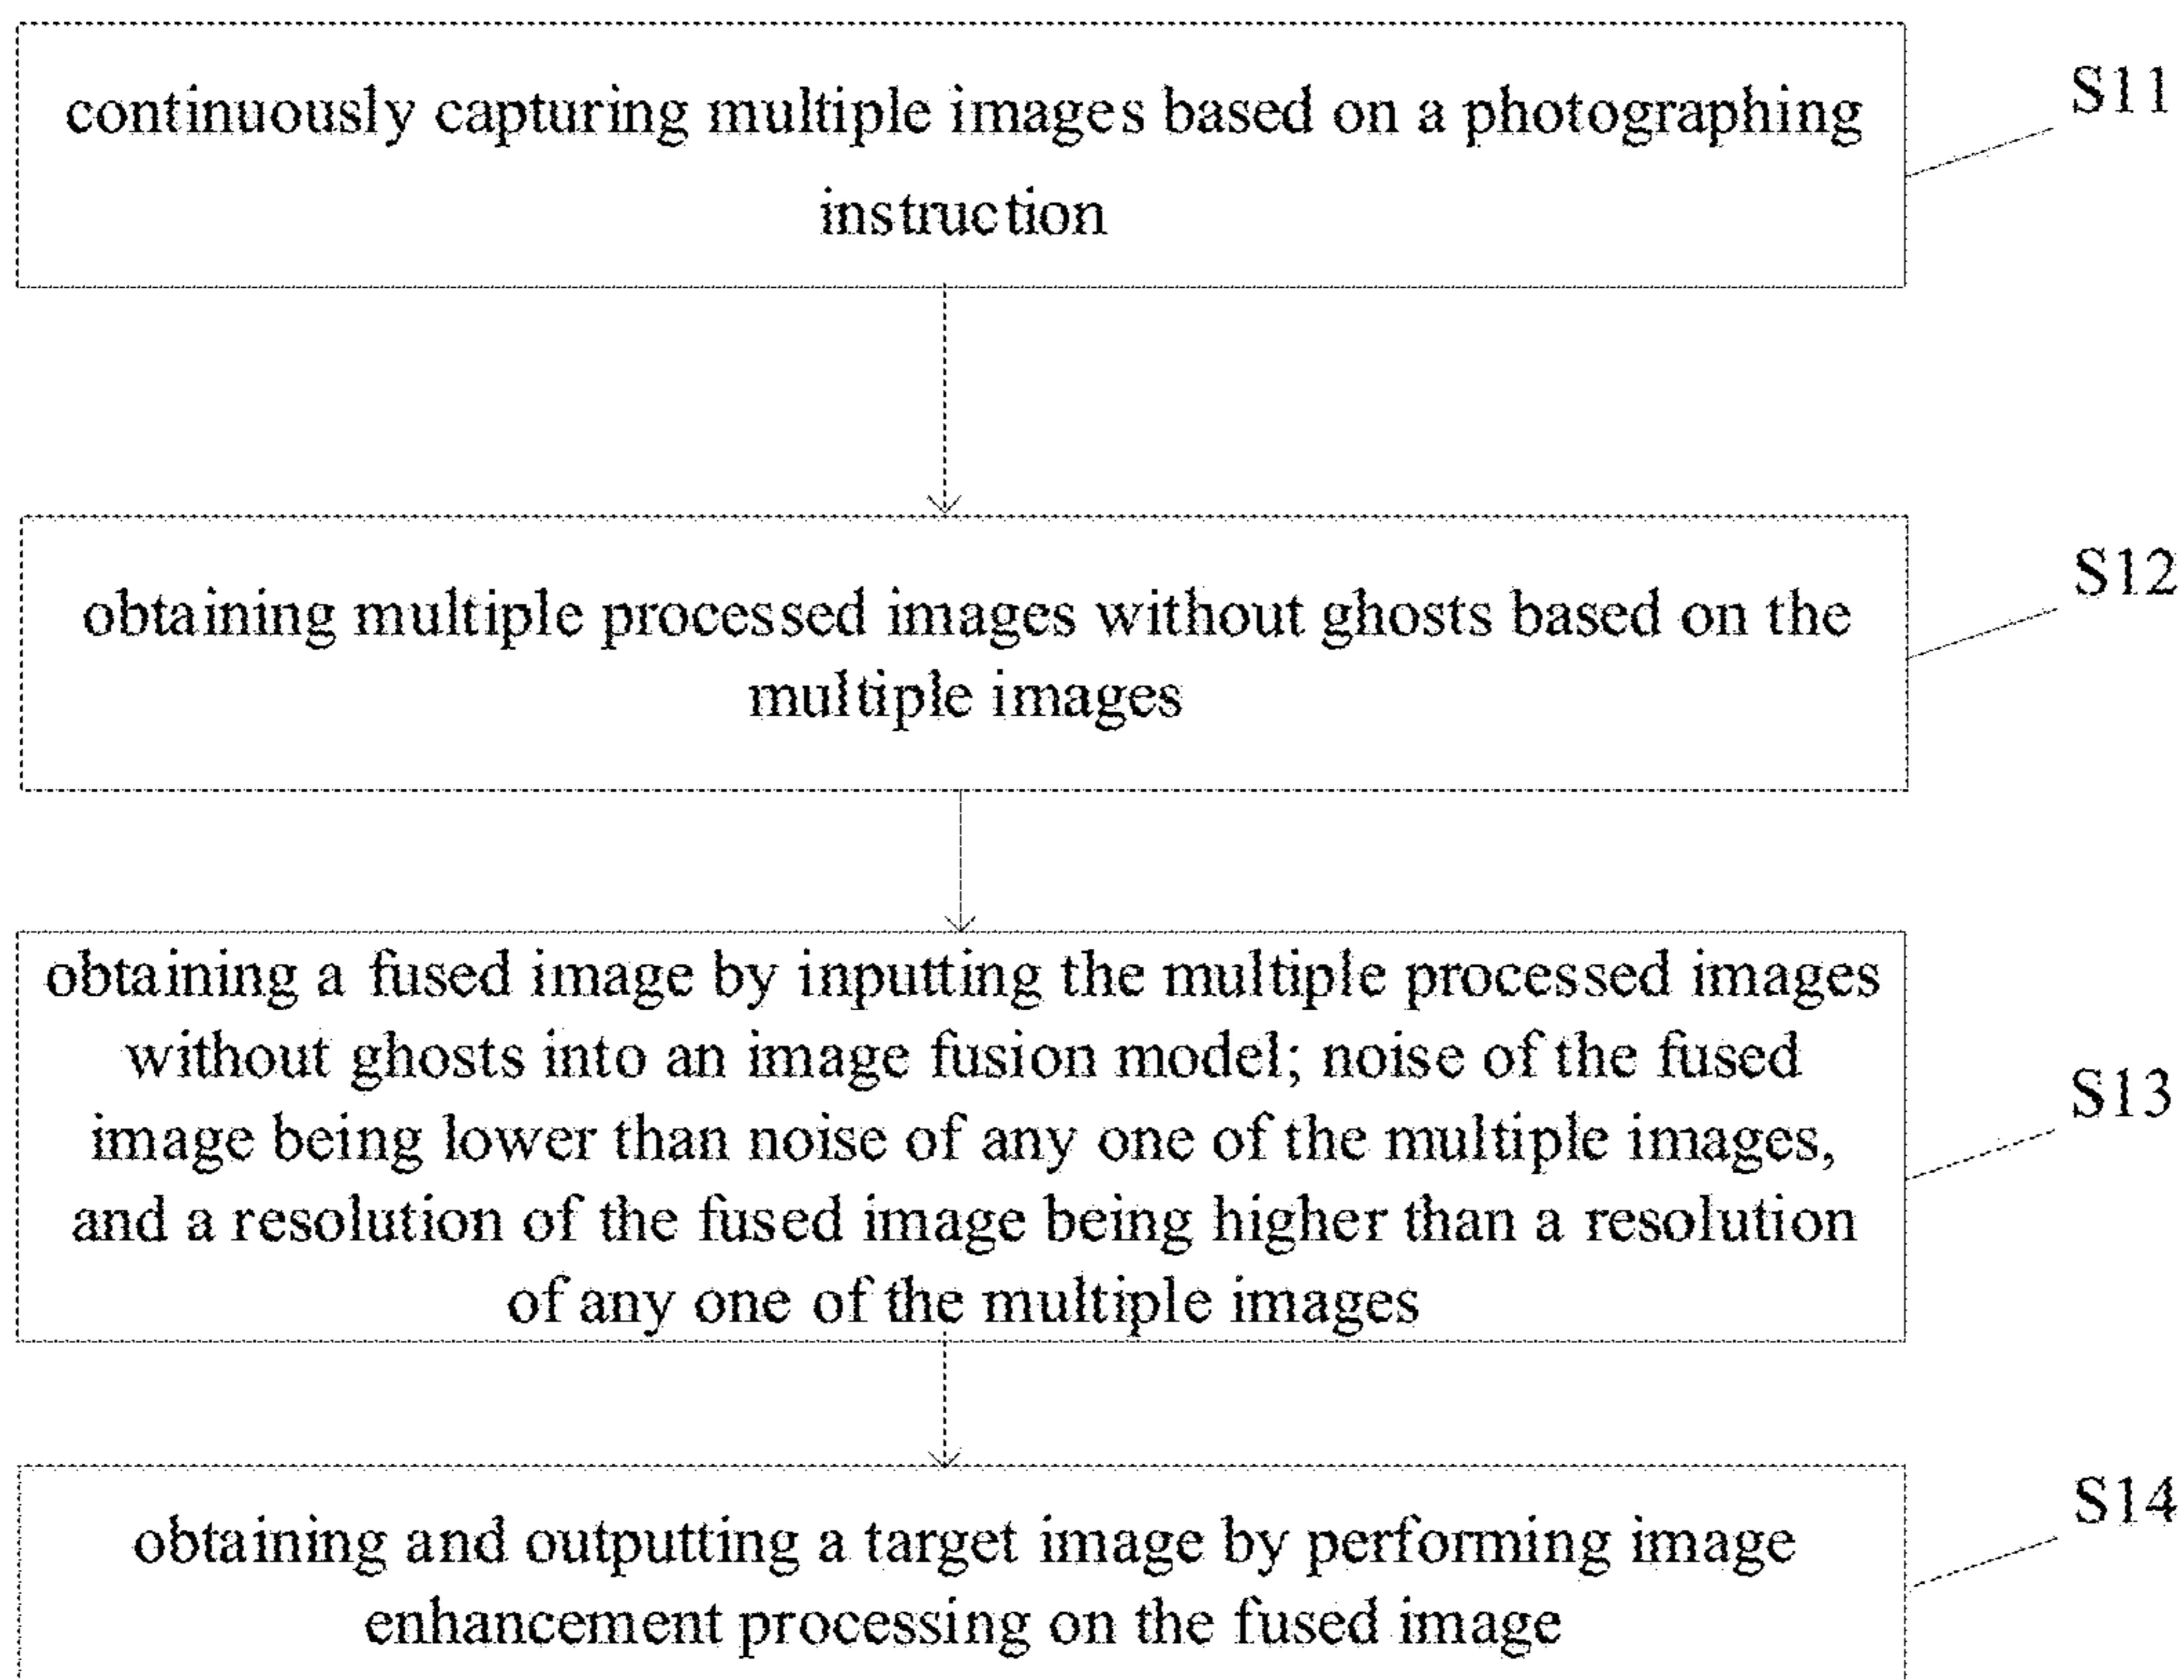 continuously capturing multiple images based on a photographing
instruction
S11
obtaining multiple processed images without ghosts based on the
multiple images
S12
obtaining a fused image by inputting the multiple processed images
without ghosts into an image fusion model; noise of the fused
image being lower than noise of any one of the multiple images,
and a resolution of the fused image being higher than a resolution
of any one of the multiple images
S13
obtaining and outputting a target image by performing image
enhancement processing on the fused image
S14